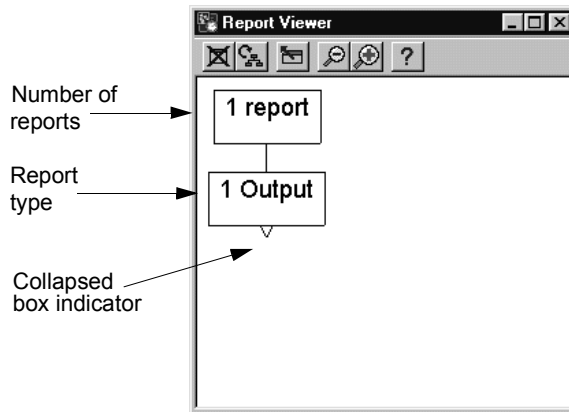 Report Viewer
?
Number of
reports
1 report
Report
type
1 Output
Collapsed
box indicator